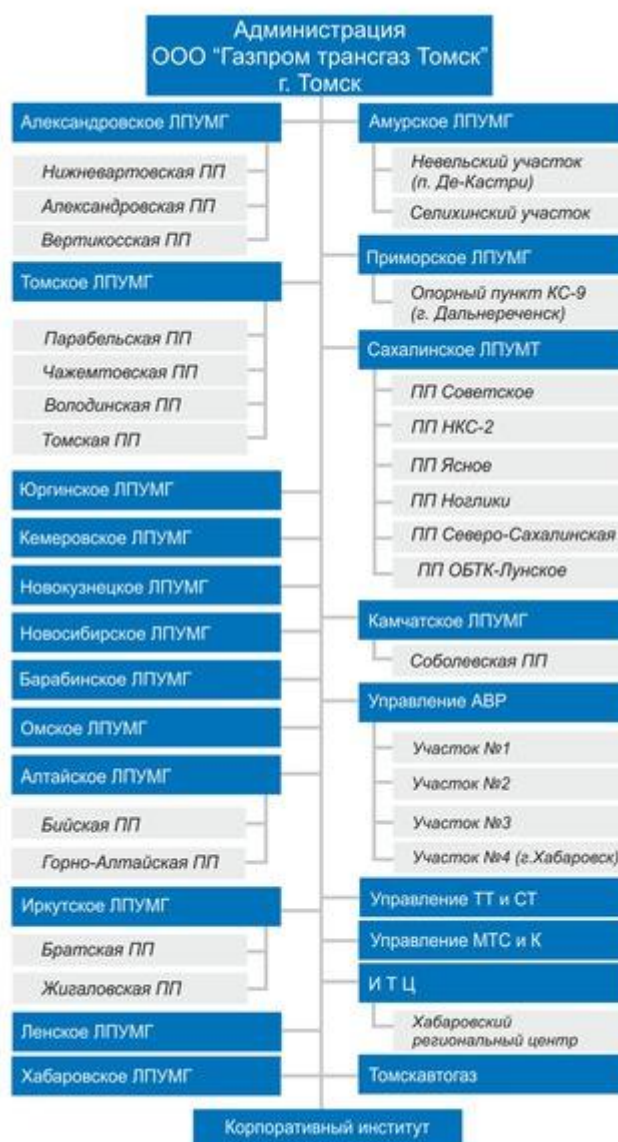 Администрация
ООО “Газпром трансгаз Томск”
г. Томск
Александровское ЛПУМГ
Нижневартовская ПП
Александровская ПП
Вертикосская ПП
Томское ЛПУМГ
Парабельская ПП
Чажемтовская ПП
Володинская ПП
Томская ПП
Юргинское ЛПУМГ
Кемеровское ЛПУМГ
Новокузнецкое ЛПУМГ
Новосибирское ЛПУМГ
Барабинское ЛПУМГ
Омское ЛПУМГ
Алтайское ЛПУМГ
Бийская ПП
Горно-Алтайская ПП
Иркутское ЛПУМГ
Братская ПП
Жигаловская ПП
Ленское ЛПУМГ
Хабаровское ЛПУМГ
Амурское ЛПУМГ
Невельский участок
(п. Де-Кастри)
Селихинский участок
Приморское ЛПУМГ
Опорный пункт КС-9
(г. Дальнереченск)
Сахалинское ЛПУМТ
ПП Советское
ПП НКС-2
ПП Ясное
ПП Ноглики
ПП Северо-Сахалинская
ПП ОБТК-Лунское
Камчатское ЛПУМГ
Соболевская ПП
Управление АВР
Участок №1
Участок №2
Участок №3
Участок №4 (г.Хабаровск)
Управление ТТ и СТ
Управление МТС и К
И Т Ц
Хабаровский
региональный центр
Томскавтогаз
Корпоративный институт